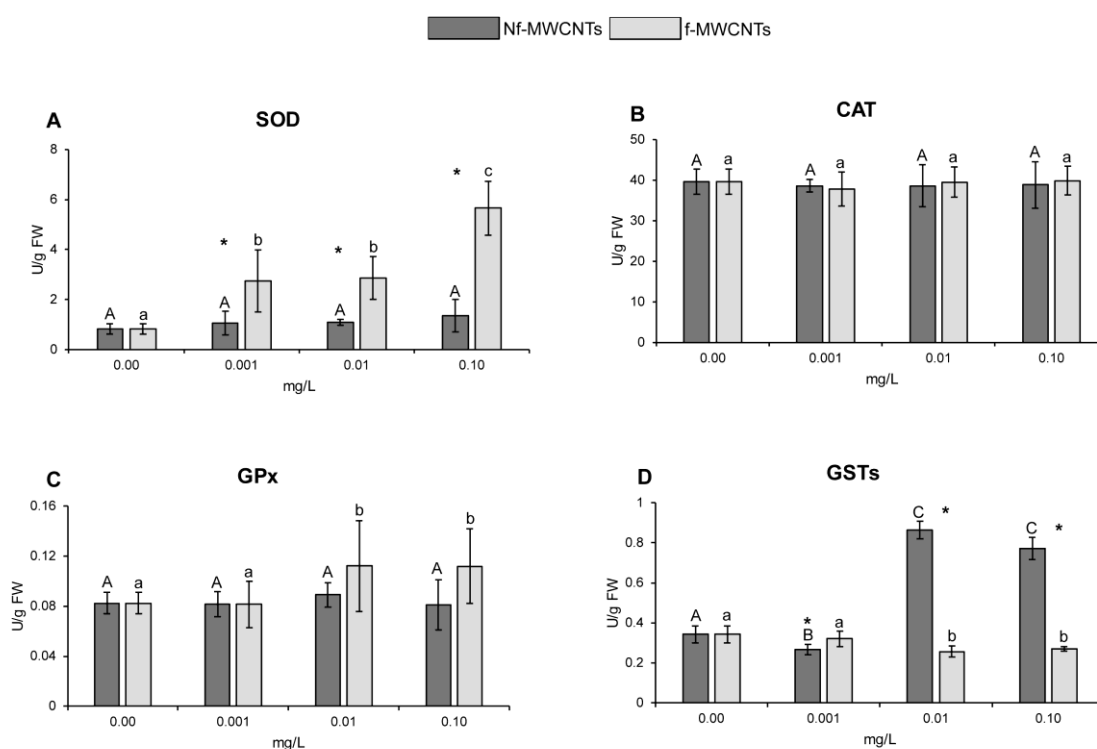 Nf-MWCNTs f-MWCNTs
A SOD
U/g FW
8
6
4
2
0
A a
* A b
* A b
* A c
0.00 0.001 0.01 0.10
mg/L
B CAT
U/g FW
50
40
30
20
10
0
A a A a A a A a
0.00 0.001 0.01 0.10
mg/L
C GPx
U/g FW
0.16
0.12
0.08
0.04
0
A a A a A b A b
0.00 0.001 0.01 0.10
mg/L
D GSTs
U/g FW
1
0.8
0.6
0.4
0.2
0
A a
* B a
C * b
C * b
0.00 0.001 0.01 0.10
mg/L